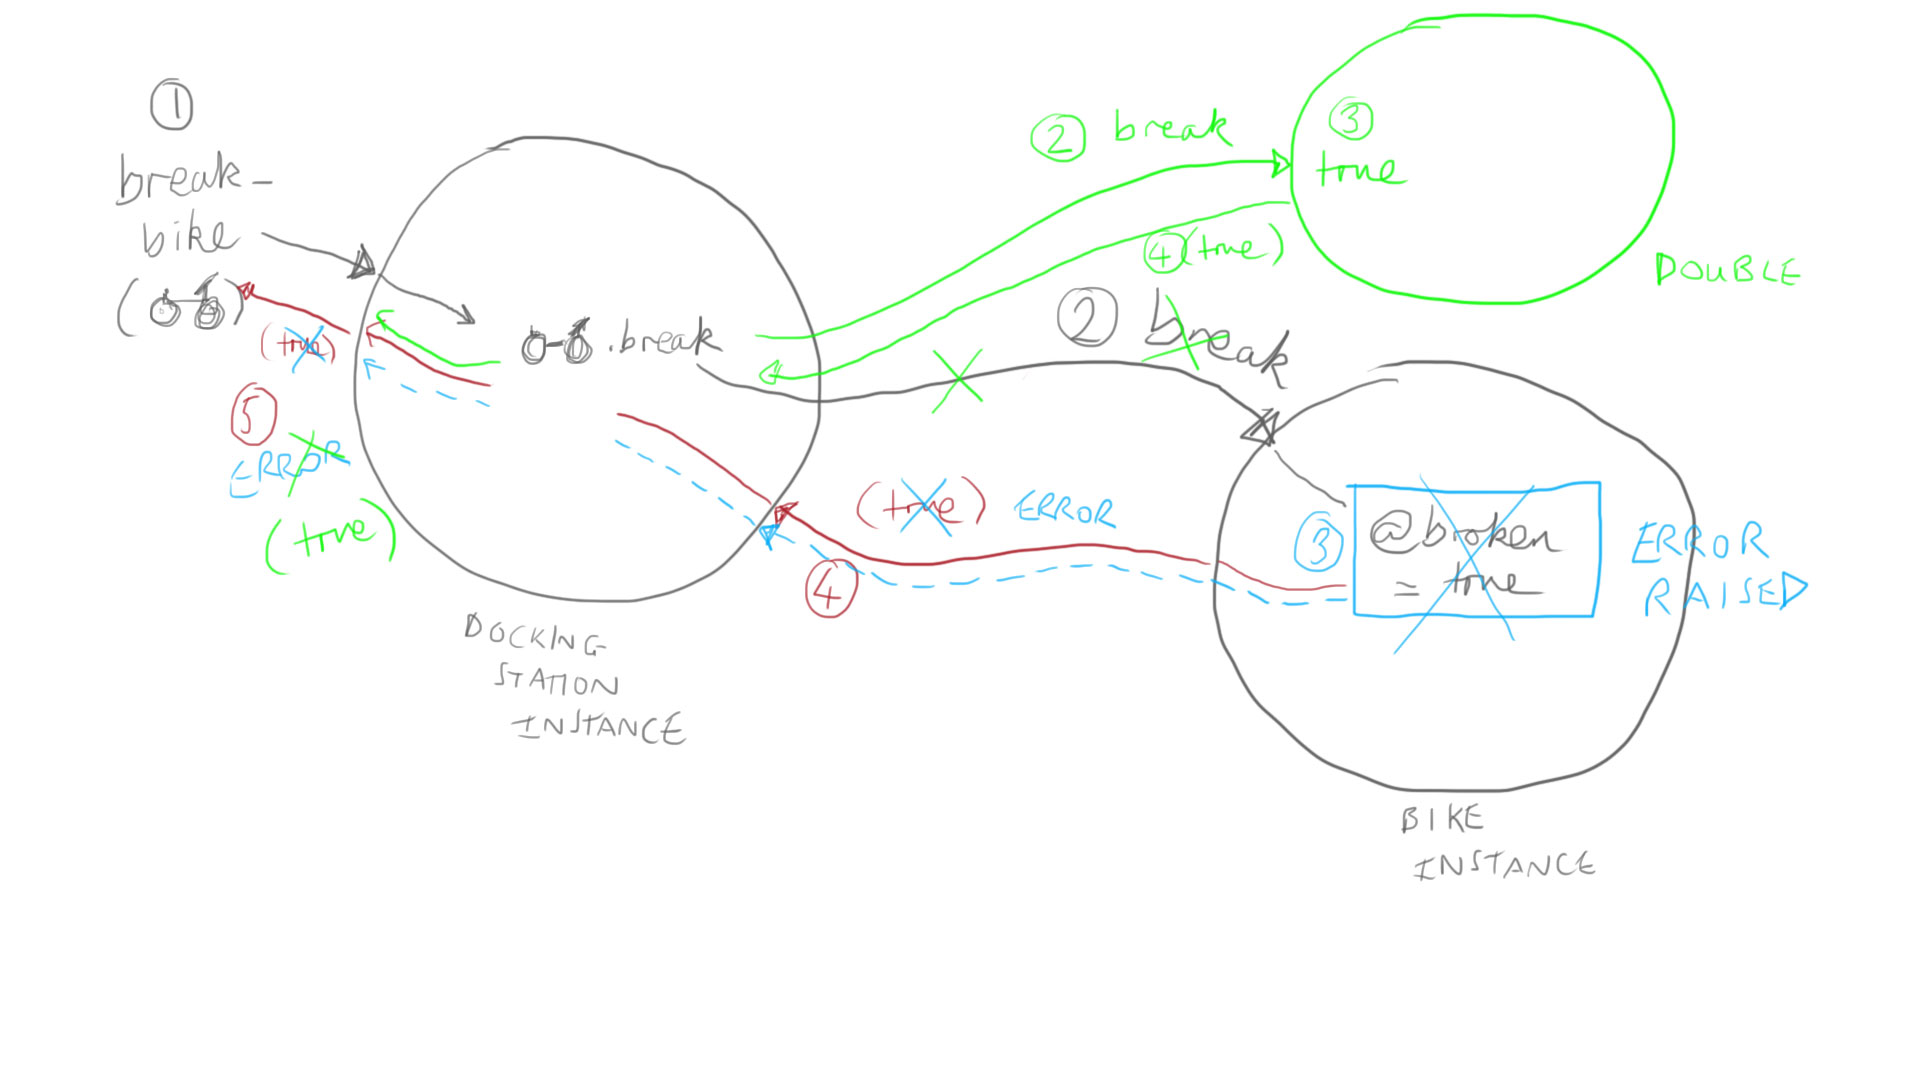 1
break_
bike
( )
(true)
5
ERROR
(true)
.break
DOCKING
STATION
INSTANCE
2 break
3
true
4 (true)
DOUBLE
2 break
(true) ERROR
4
3
@broken
= true
ERROR
RAISED
BIKE
INSTANCE